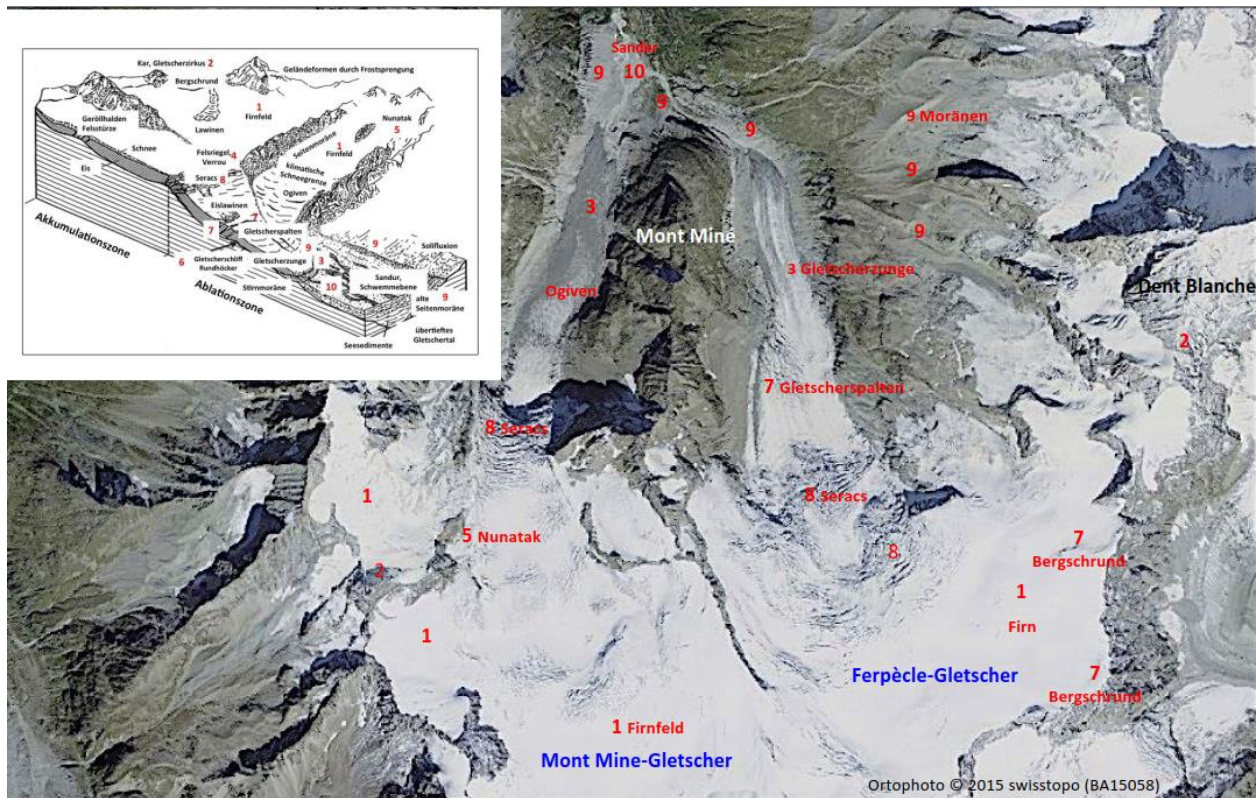 Kar, Gletscherzirkus 2
Bergschrund
Geländeformen durch Frostsprengung
1
Firnfeld
Nunatak
5
Geröllhalden
Felsstürze
Lawinen
Schnee
Felsriegel,
Verrou 4
Seitenmoräne
1
Firnfeld
klimatische
Schneegrenze
Eis
Seracs
8
Ogiven
Eislawinen
7
7
Gletscherspalten
9
9
Solifluxion
Akkumulationszone
6
Gletscherschliff
Rundhöcker
Gletscherzunge
3
Stirnmoräne
10
Sandur,
Schwemmebene
9
alte
Seitenmoräne
Ablationszone
übertieftes
Gletschertal
Seesedimente
Sander
9
10
9
9
9 Moränen
9
3
Mont Mine
9
3 Gletscherzunge
Ogiven
Dent Blanche
2
7 Gletscherspalten
8 Seracs
1
8 Seracs
5 Nunatak
8
7
Bergschrund
2
1
Firn
1
Ferpècle-Gletscher
7
Bergschrund
1 Firnfeld
Mont Mine-Gletscher
Ortophoto © 2015 swisstopo (BA15058)